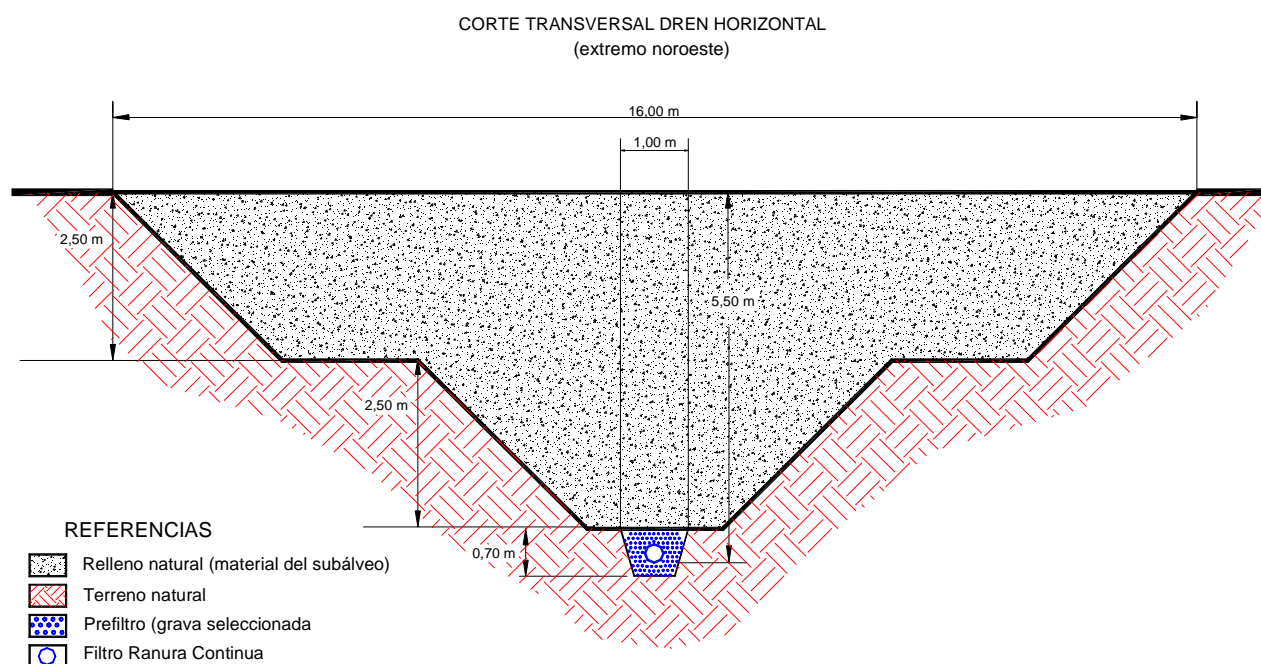 CORTE TRANSVERSAL DREN HORIZONTAL
(extremo noroeste)
16,00 m
1,00 m
2,50 m
5,50 m
2,50 m
0,70 m
REFERENCIAS
Relleno natural (material del subálveo)
Terreno natural
Prefiltro (grava seleccionada
Filtro Ranura Continua